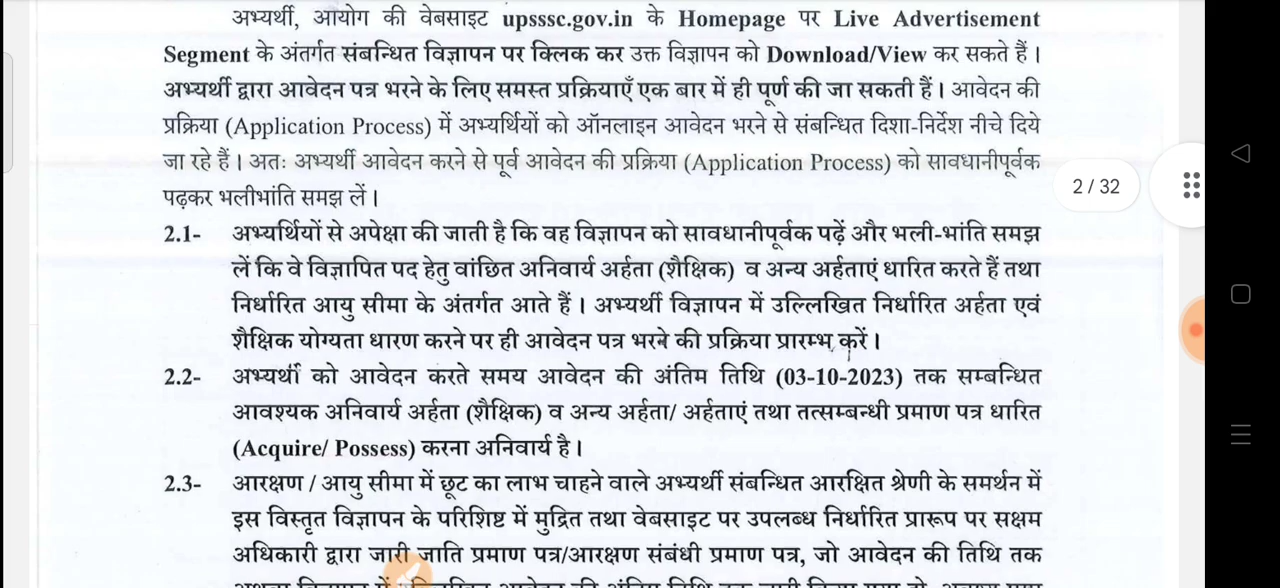 अभ्यर्थी, आयोग की वेबसाइट upsssc.gov.in के Homepage पर Live Advertisement
Segment के अंतर्गत संबन्धित विज्ञापन पर क्लिक कर उक्त विज्ञापन को Download/View कर सकते हैं।
अभ्यर्थी द्वारा आवेदन पत्र भरने के लिए समस्त प्रक्रियाएँ एक बार में ही पूर्ण की जा सकती हैं। आवेदन की
प्रक्रिया (Application Process) में अभ्यर्थियों को ऑनलाइन आवेदन भरने से संबन्धित दिशा-निर्देश नीचे दिये
जा रहे हैं। अतः अभ्यर्थी आवेदन करने से पूर्व आवेदन की प्रक्रिया (Application Process) को सावधानीपूर्वक
पढ़कर भलीभांति समझ लें।
2/32
2.1- अभ्यर्थियों से अपेक्षा की जाती है कि वह विज्ञापन को सावधानीपूर्वक पढ़ें और भली-भांति समझ
लें कि वे विज्ञापित पद हेतु वांछित अनिवार्य अर्हता (शैक्षिक) व अन्य अर्हताएं धारित करते हैं तथा
निर्धारित आयु सीमा के अंतर्गत आते हैं। अभ्यर्थी विज्ञापन में उल्लिखित निर्धारित अर्हता एवं
शैक्षिक योग्यता धारण करने पर ही आवेदन पत्र भरने की प्रक्रिया प्रारम्भ करें।
2.2- अभ्यर्थी को आवेदन करते समय आवेदन की अंतिम तिथि (03-10-2023) तक सम्बन्धित
आवश्यक अनिवार्य अर्हता (शैक्षिक) व अन्य अर्हता/ अर्हताएं तथा तत्सम्बन्धी प्रमाण पत्र धारित
(Acquire/ Possess) करना अनिवार्य है।
2.3- आरक्षण / आयु सीमा में छूट का लाभ चाहने वाले अभ्यर्थी संबन्धित आरक्षित श्रेणी के समर्थन में
इस विस्तृत विज्ञापन के परिशिष्ट में मुद्रित तथा वेबसाइट पर उपलब्ध निर्धारित प्रारूप पर सक्षम
अधिकारी द्वारा जारी जाति प्रमाण पत्र/आरक्षण संबंधी प्रमाण पत्र, जो आवेदन की तिथि तक